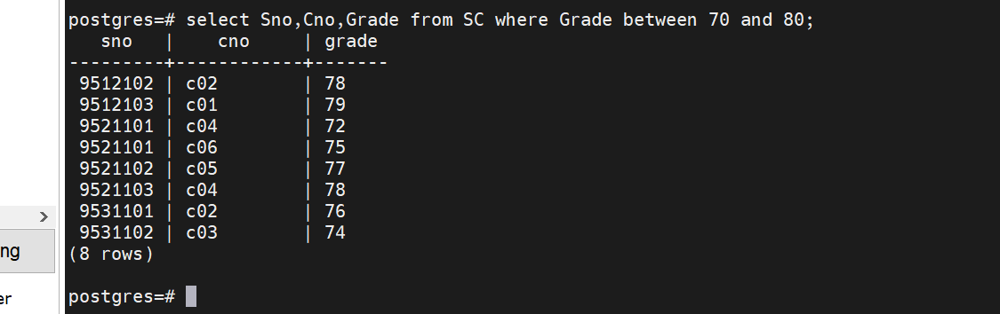 postgres=# select Sno,Cno,Grade from SC where Grade between 70 and 80;
   sno   |    cno     | grade
---------+------------+-------
 9512102 | c02        | 78
 9512103 | c01        | 79
 9521101 | c04        | 72
 9521101 | c06        | 75
 9521102 | c05        | 77
 9521103 | c04        | 78
 9531101 | c02        | 76
 9531102 | c03        | 74
(8 rows)
ng
postgres=#
er